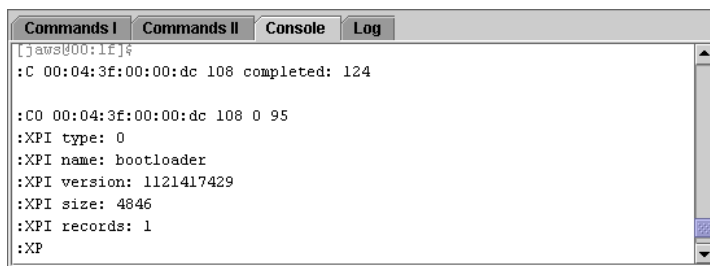 Commands I Commands II Console Log
[jaws@00:1f]$
:C 00:04:3f:00:00:dc 108 completed: 124
:C0 00:04:3f:00:00:dc 108 0 95
:XPI type: 0
:XPI name: bootloader
:XPI version: 1121417429
:XPI size: 4846
:XPI records: 1
:XP